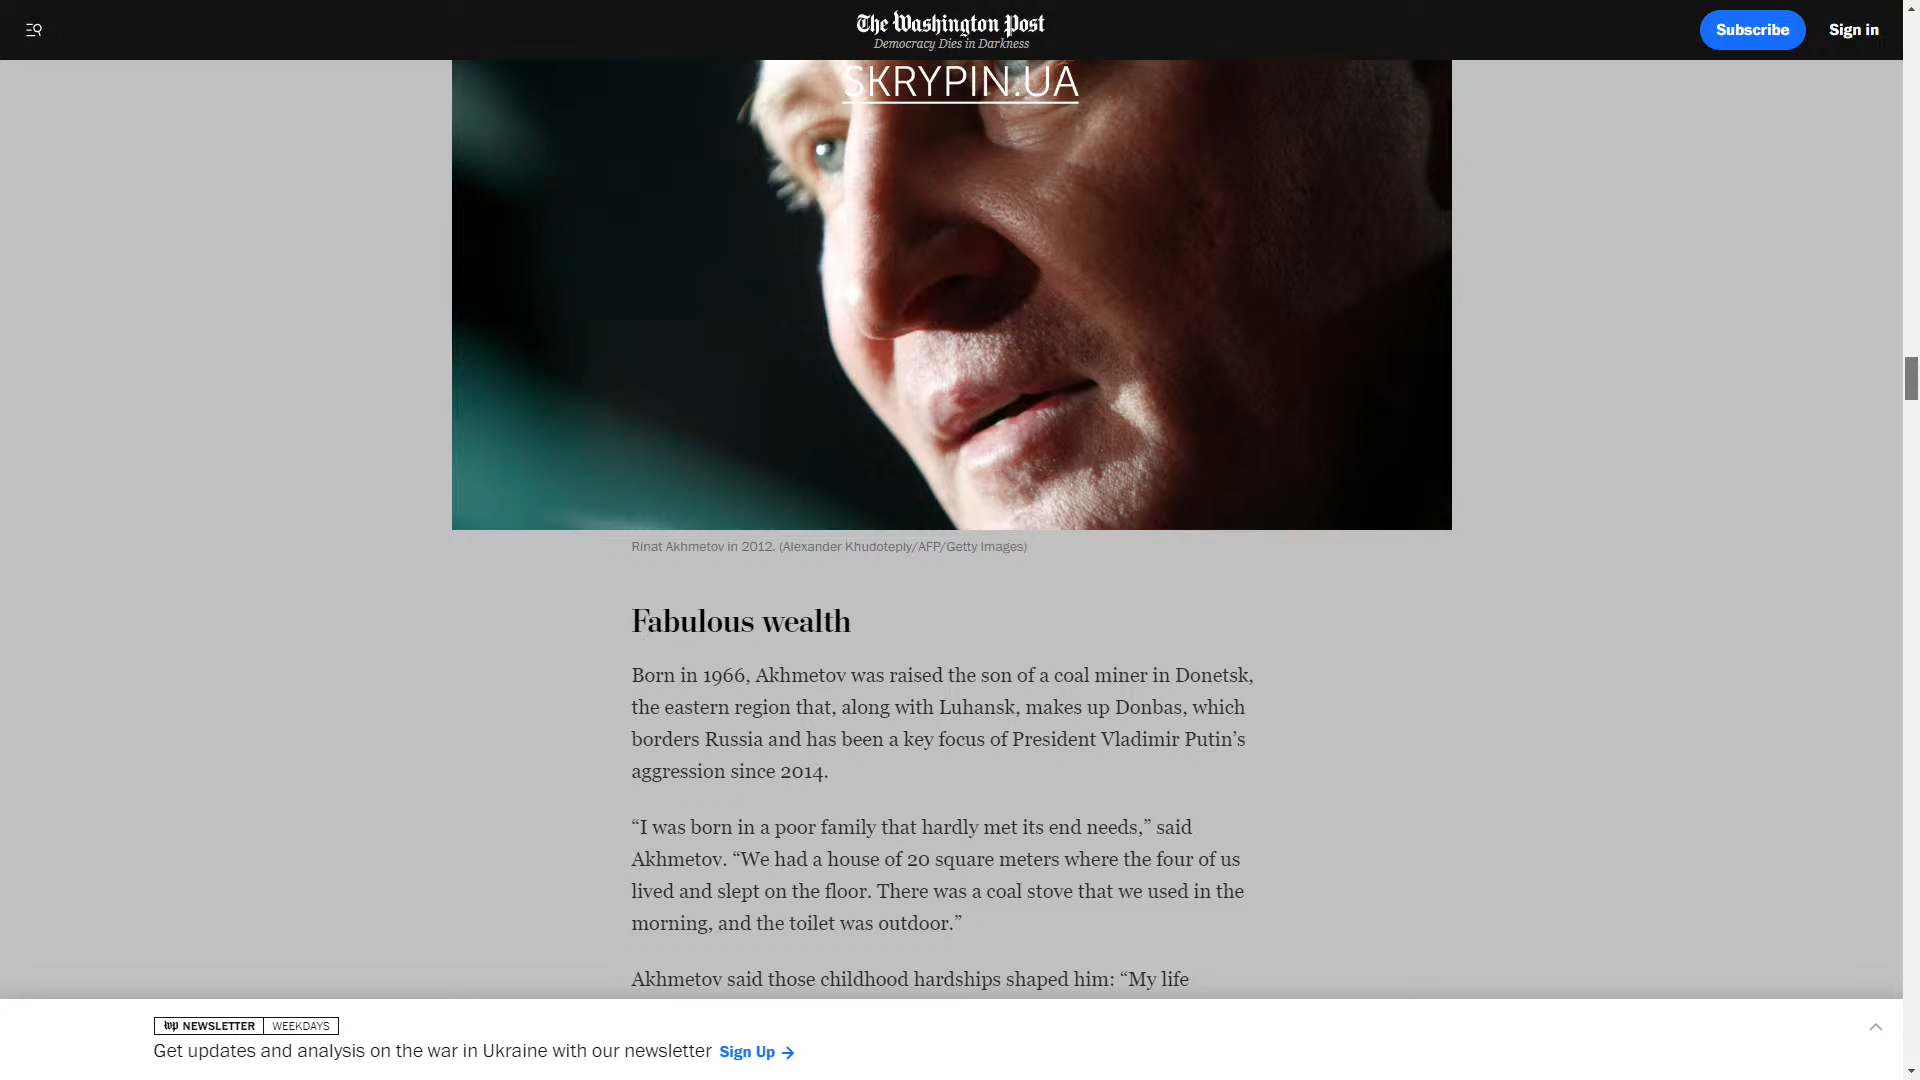 The Washington Post
Democracy Dies in Darkness
Subscribe
Sign in
SKRYPIN.UA
Rinat Akhmetov in 2012. (Alexander Khudoteply/AFP/Getty Images)
Fabulous wealth
Born in 1966, Akhmetov was raised the son of a coal miner in Donetsk,
the eastern region that, along with Luhansk, makes up Donbas, which
borders Russia and has been a key focus of President Vladimir Putin’s
aggression since 2014.
“I was born in a poor family that hardly met its end needs,” said
Akhmetov. “We had a house of 20 square meters where the four of us
lived and slept on the floor. There was a coal stove that we used in the
morning, and the toilet was outdoor.”
Akhmetov said those childhood hardships shaped him: “My life
wp NEWSLETTER WEEKDAYS
Get updates and analysis on the war in Ukraine with our newsletter Sign Up →